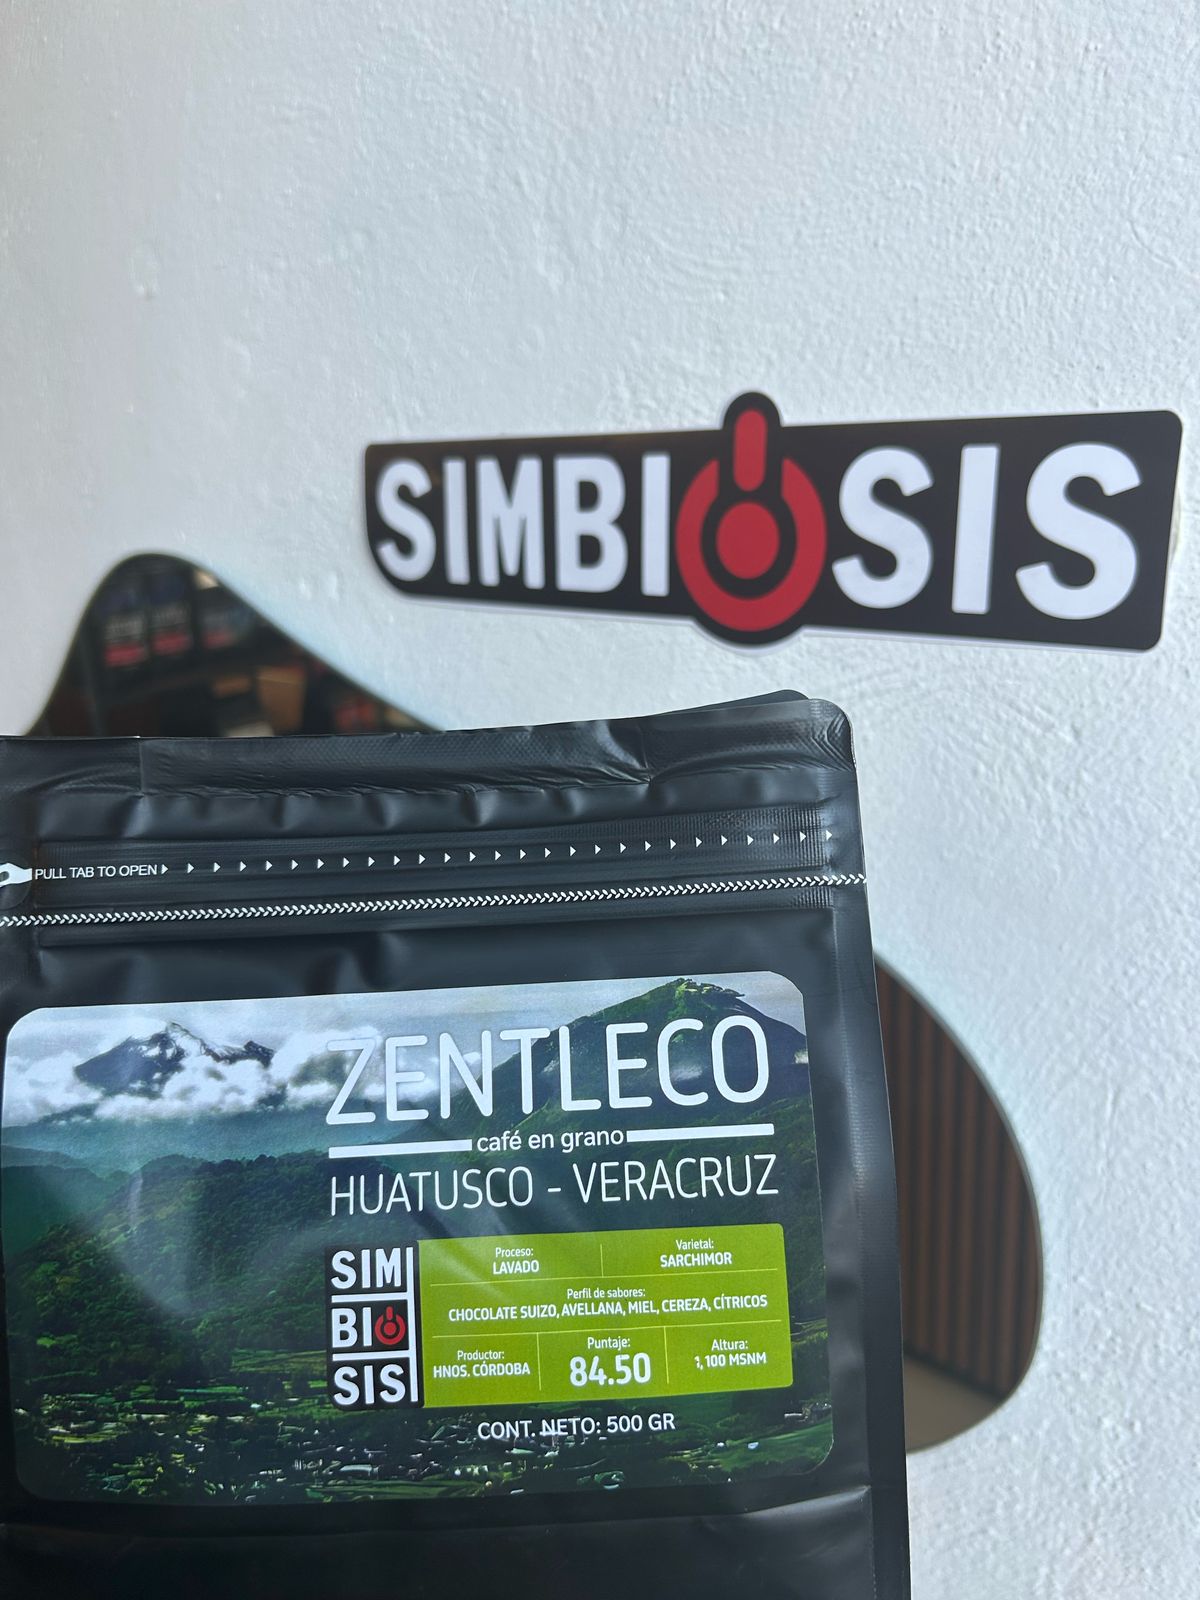 SIMBIOSIS
PULL TAB TO OPEN
ZENTLECO
café en grano
HUATUSCO - VERACRUZ
SIM
BIO
SIS
Proceso:
LAVADO
Varietal:
SARCHIMOR
Perfil de sabores:
CHOCOLATE SUIZO, AVELLANA, MIEL, CEREZA, CÍTRICOS
Productor:
HNOS. CÓRDOBA
Puntaje:
84.50
Altura:
1,100 MSNM
CONT. NETO: 500 GR